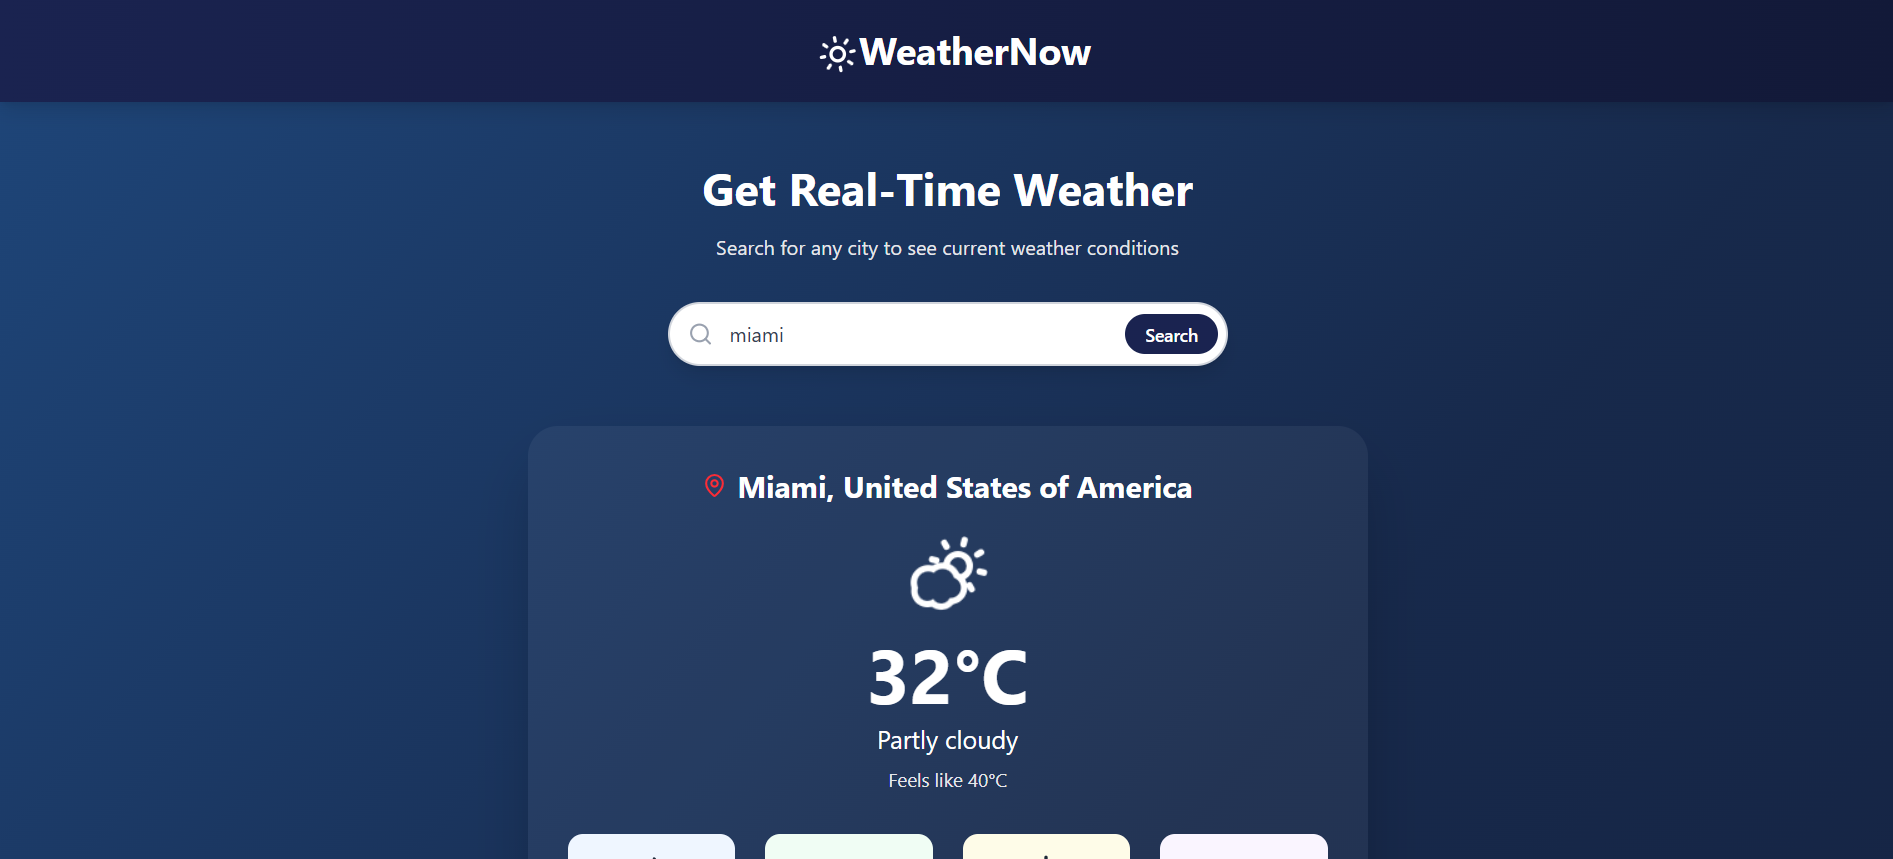 WeatherNow
Get Real-Time Weather
Search for any city to see current weather conditions
miami
Search
Miami, United States of America
32°C
Partly cloudy
Feels like 40°C